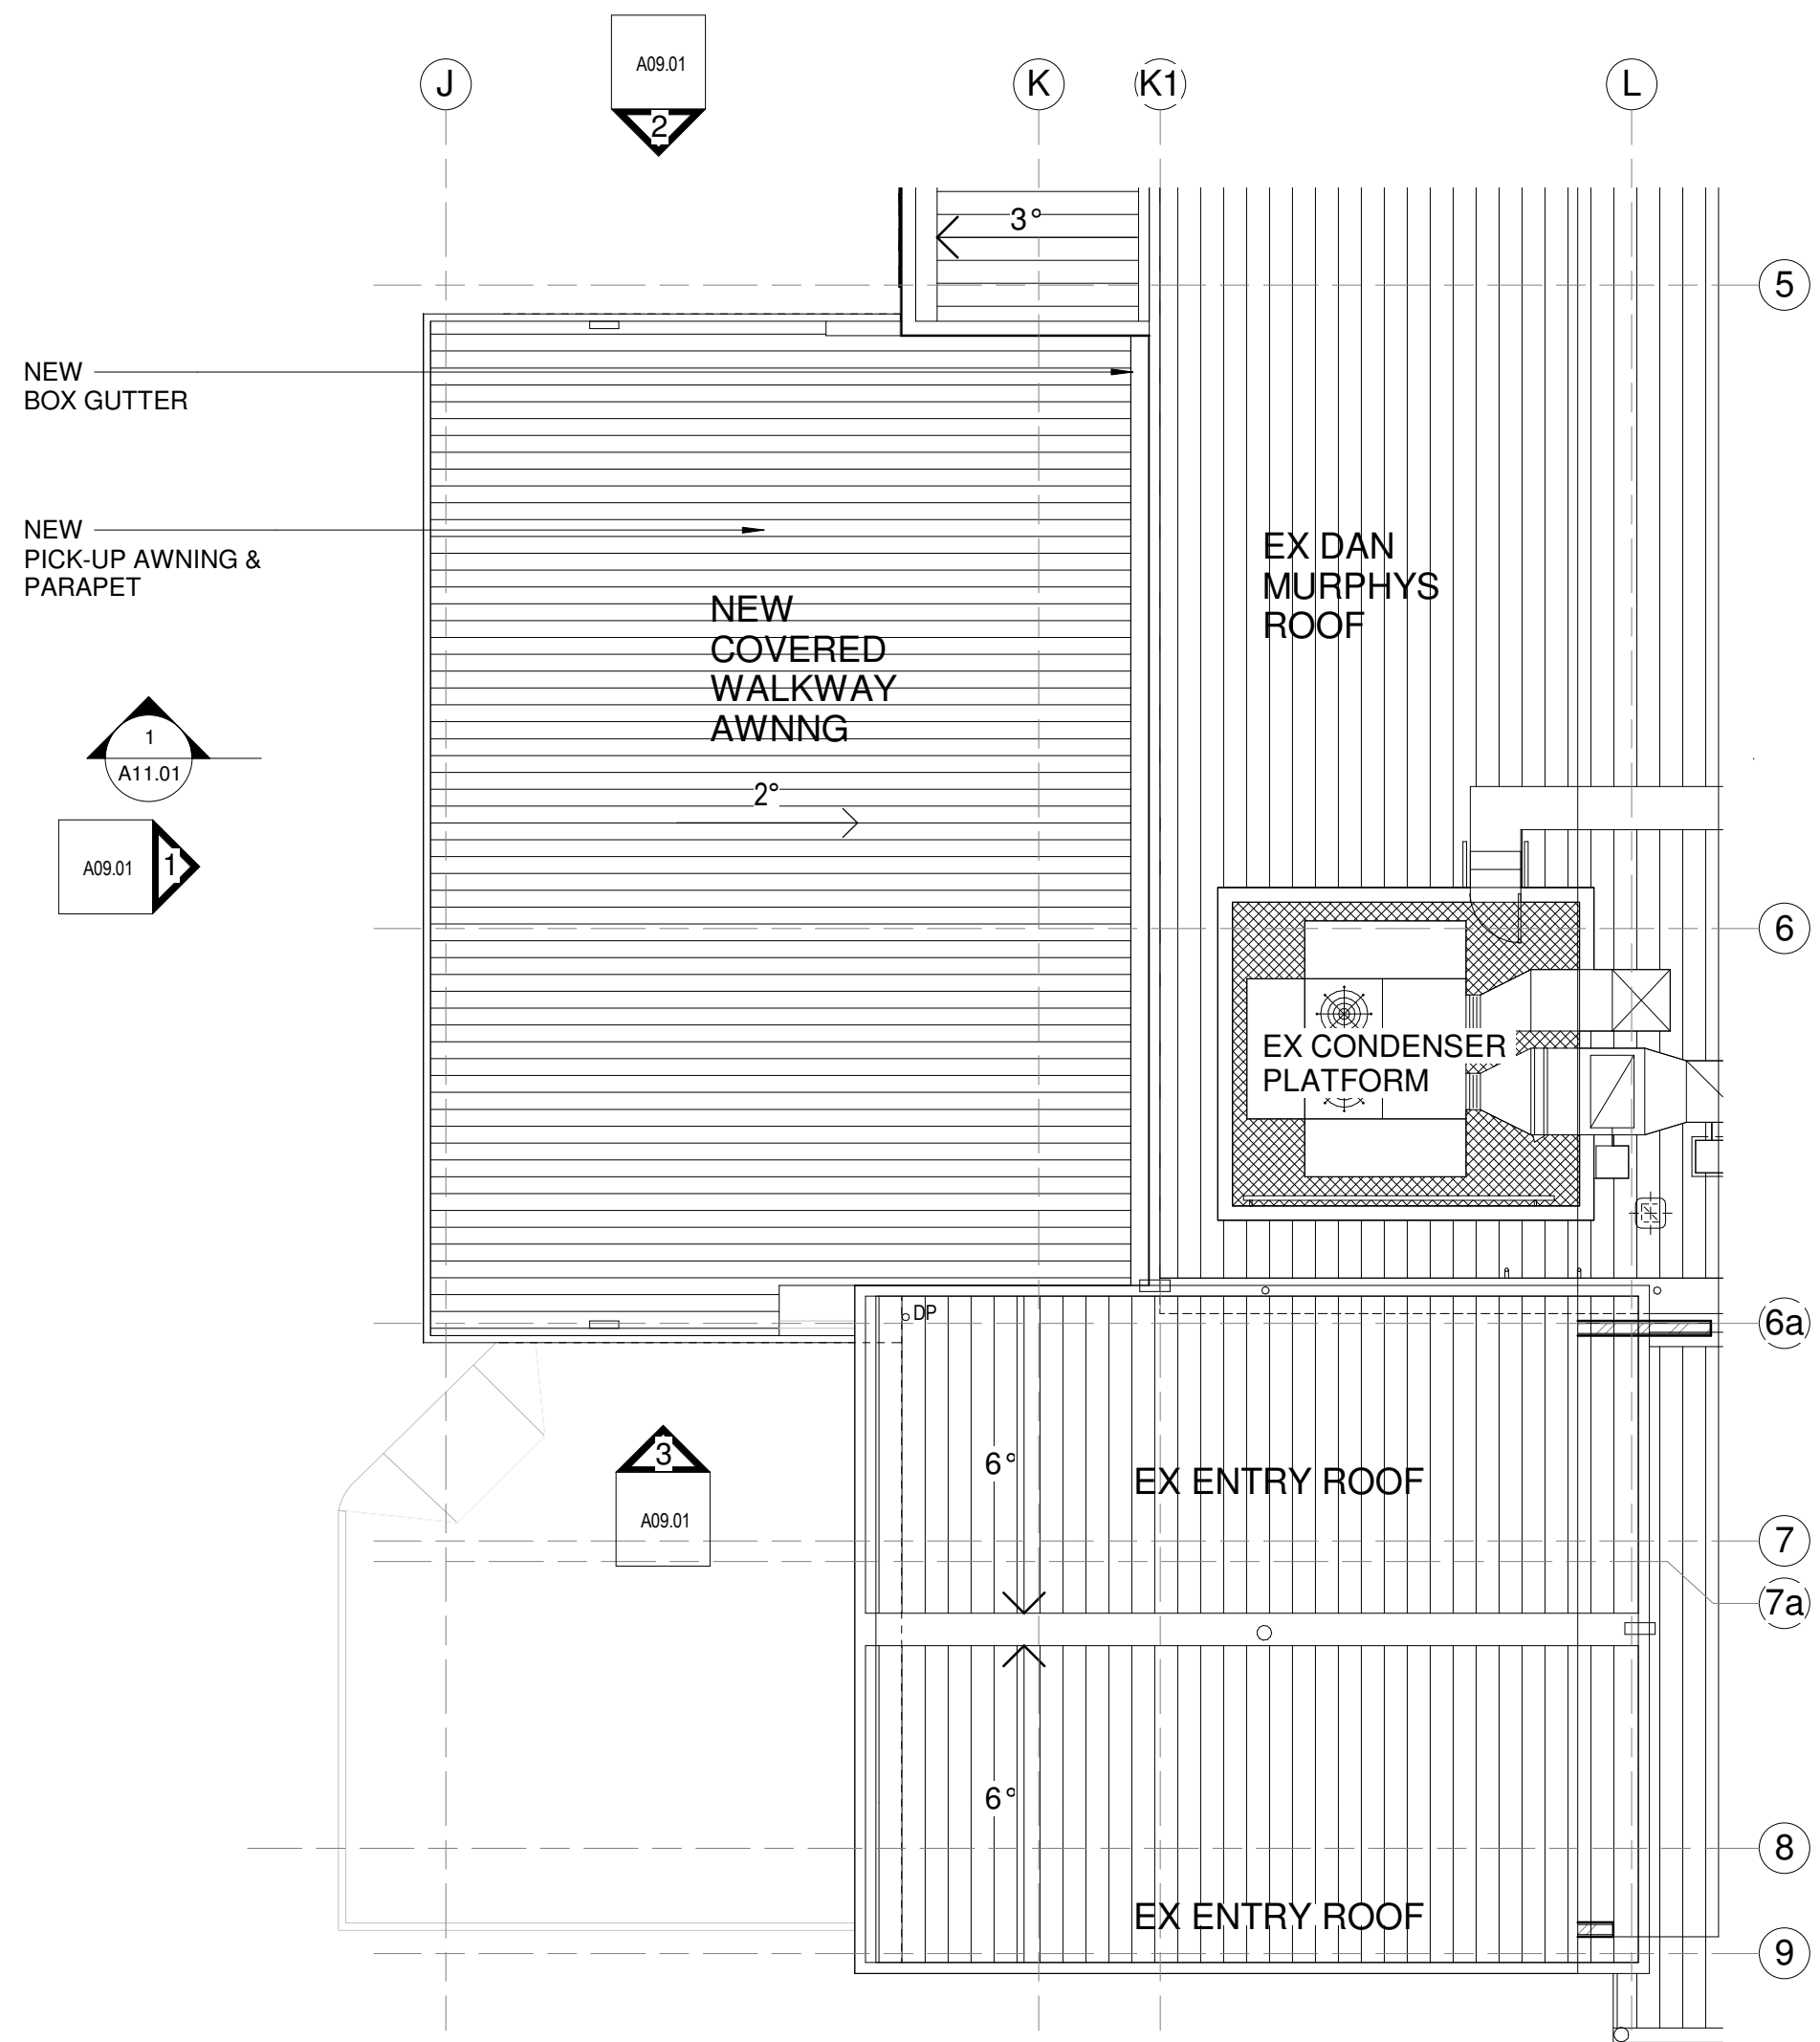 A09.01
2
J
K
K1
L
3°
5
NEW
BOX GUTTER
NEW
PICK-UP AWNING &
PARAPET
EX DAN
MURPHYS
ROOF
NEW
COVERED
WALKWAY
AWNNG
1
A11.01
2°
A09.01
1
6
EX CONDENSER
PLATFORM
DP
6a
3
A09.01
6°
EX ENTRY ROOF
7
7a
6°
8
EX ENTRY ROOF
9